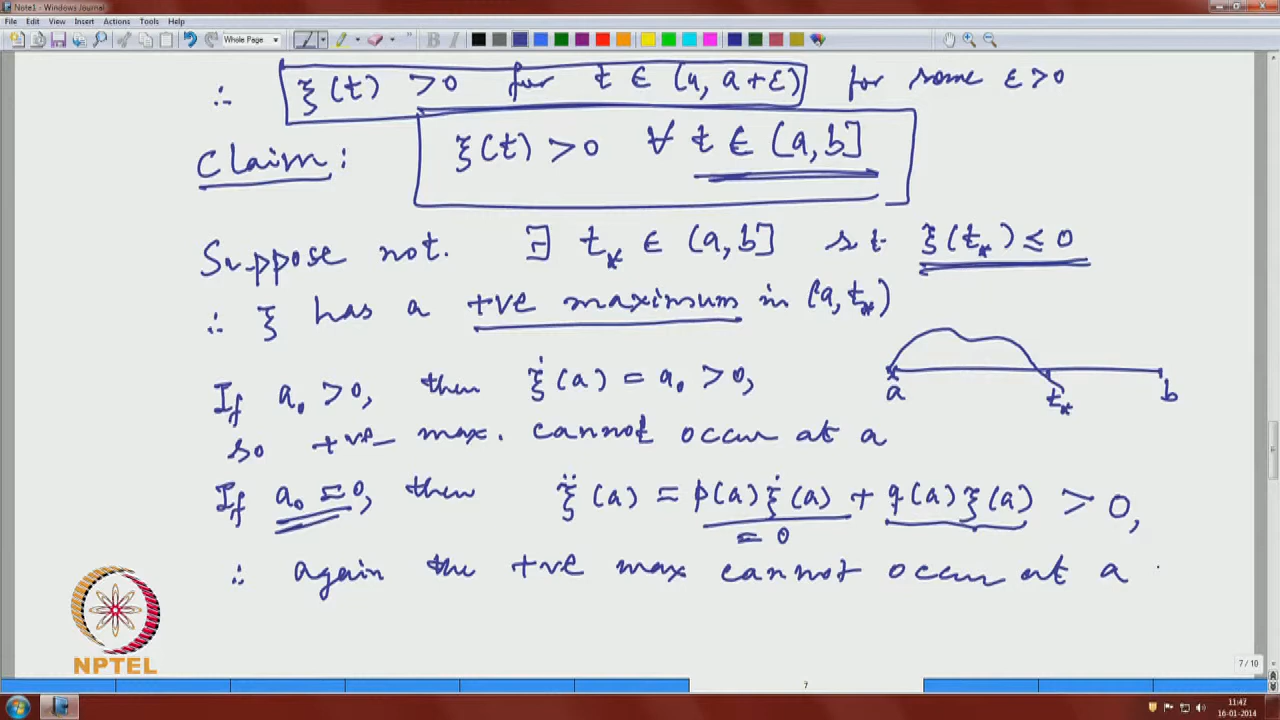 Note1 - Windows Journal
File Edit View Insert Actions Tools Help
Whole Page
∴ ξ(t) > 0 for t ∈ (a, a+ε) for some ε > 0
Claim: ξ(t) > 0 ∀ t ∈ (a, b]
Suppose not. ∃ t* ∈ (a, b] s.t. ξ(t*) ≤ 0
∴ ξ has a +ve maximum in (a, t*)
a t* b
If a₀ > 0, then ξ̇(a) = a₀ > 0,
so +ve max. cannot occur at a
If a₀ = 0, then ξ̈(a) = p(a)ξ̇(a) + q(a)ξ(a) > 0,
= 0
∴ again the +ve max cannot occur at a.
NPTEL
7 / 10
7
11:47
16-01-2014